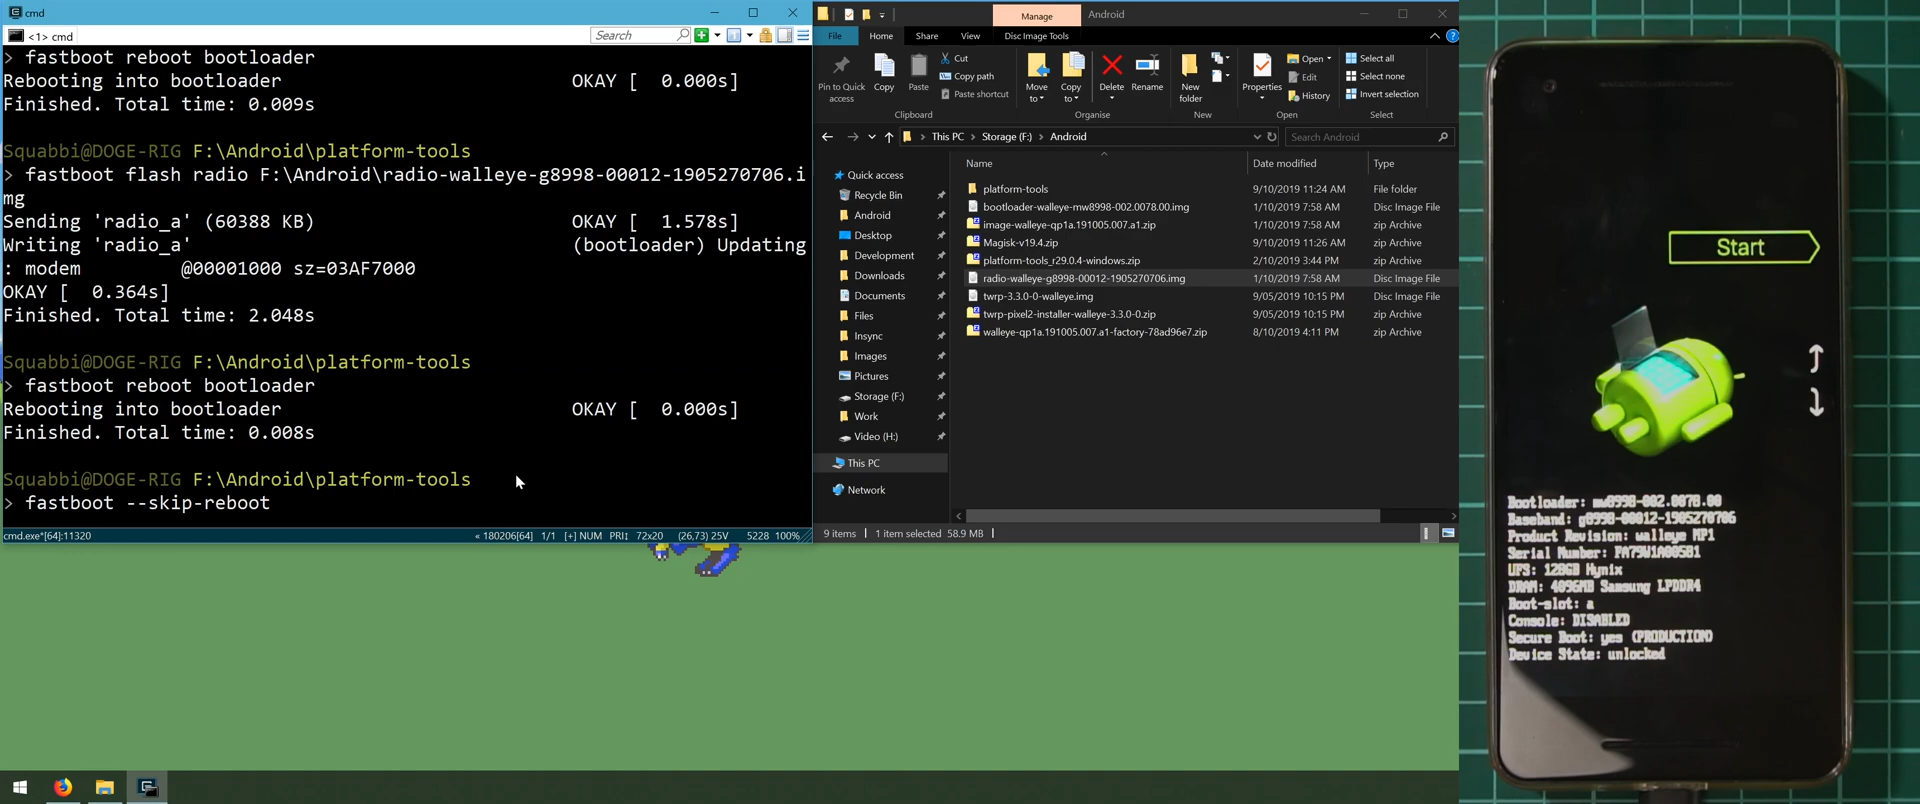 cmd
<1> cmd
Search
> fastboot reboot bootloader
Rebooting into bootloader OKAY [ 0.000s]
Finished. Total time: 0.009s
Squabbi@DOGE-RIG F:\Android\platform-tools
> fastboot flash radio F:\Android\radio-walleye-g8998-00012-1905270706.i
mg
Sending 'radio_a' (60388 KB) OKAY [ 1.578s]
Writing 'radio_a' (bootloader) Updating
: modem @00001000 sz=03AF7000
OKAY [ 0.364s]
Finished. Total time: 2.048s
Squabbi@DOGE-RIG F:\Android\platform-tools
> fastboot reboot bootloader
Rebooting into bootloader OKAY [ 0.000s]
Finished. Total time: 0.008s
Squabbi@DOGE-RIG F:\Android\platform-tools
> fastboot --skip-reboot
cmd.exe*[64]:11320 « 180206[64] 1/1 [+] NUM PRI↕ 72x20 (26,73) 25V 5228 100%
Manage Android
File Home Share View Disc Image Tools
Pin to Quick access
Copy
Paste
Cut
Copy path
Paste shortcut
Clipboard
Move to
Copy to
Delete
Rename
Organise
New folder
New
Properties
Open
Edit
History
Open
Select all
Select none
Invert selection
Select
This PC > Storage (F:) > Android
Search Android
Quick access
Recycle Bin
Android
Desktop
Development
Downloads
Documents
Files
Insync
Images
Pictures
Storage (F:)
Work
Video (H:)
This PC
Network
Name Date modified Type
platform-tools 9/10/2019 11:24 AM File folder
bootloader-walleye-mw8998-002.0078.00.img 1/10/2019 7:58 AM Disc Image File
image-walleye-qp1a.191005.007.a1.zip 1/10/2019 7:58 AM zip Archive
Magisk-v19.4.zip 9/10/2019 11:26 AM zip Archive
platform-tools_r29.0.4-windows.zip 2/10/2019 3:44 PM zip Archive
radio-walleye-g8998-00012-1905270706.img 1/10/2019 7:58 AM Disc Image File
twrp-3.3.0-0-walleye.img 9/05/2019 10:15 PM Disc Image File
twrp-pixel2-installer-walleye-3.3.0-0.zip 9/05/2019 10:15 PM zip Archive
walleye-qp1a.191005.007.a1-factory-78ad96e7.zip 8/10/2019 4:11 PM zip Archive
9 items 1 item selected 58.9 MB
Start
Bootloader: mw8998-002.0078.00
Baseband: g8998-00012-1905270706
Product Revision: walleye MP1
Serial Number: FA79W1A00581
UFS: 128GB Hynix
DRAM: 4096MB Samsung LPDDR4
Boot-slot: a
Console: DISABLED
Secure Boot: yes (PRODUCTION)
Device State: unlocked